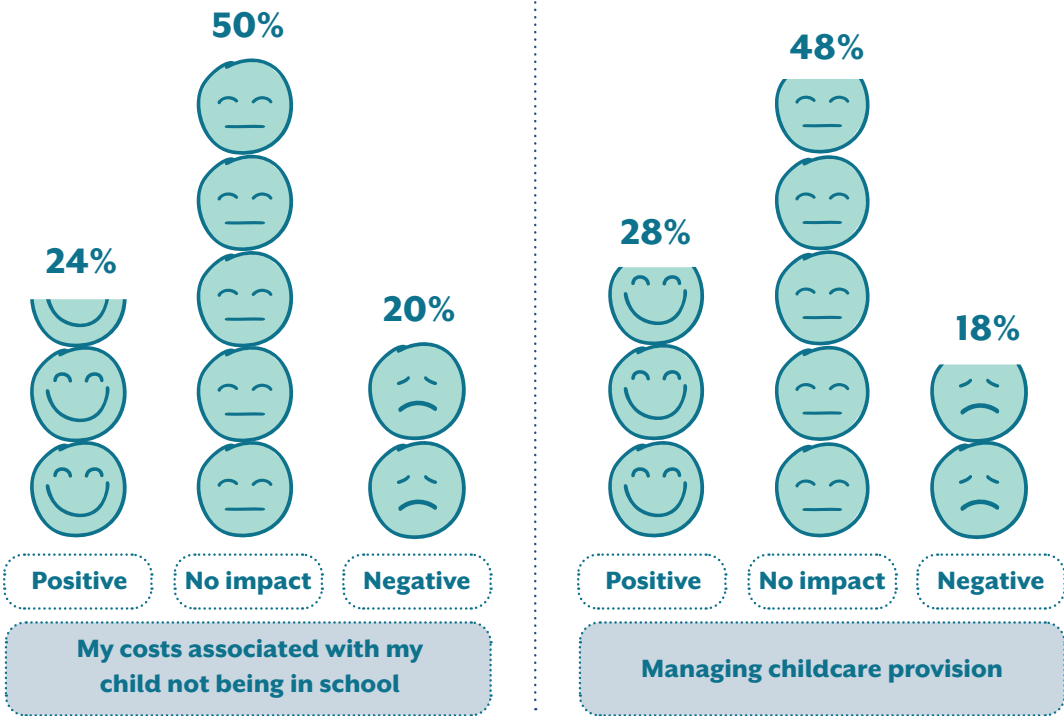 50%
24%
20%
Positive
No impact
Negative
My costs associated with my
child not being in school
48%
28%
18%
Positive
No impact
Negative
Managing childcare provision